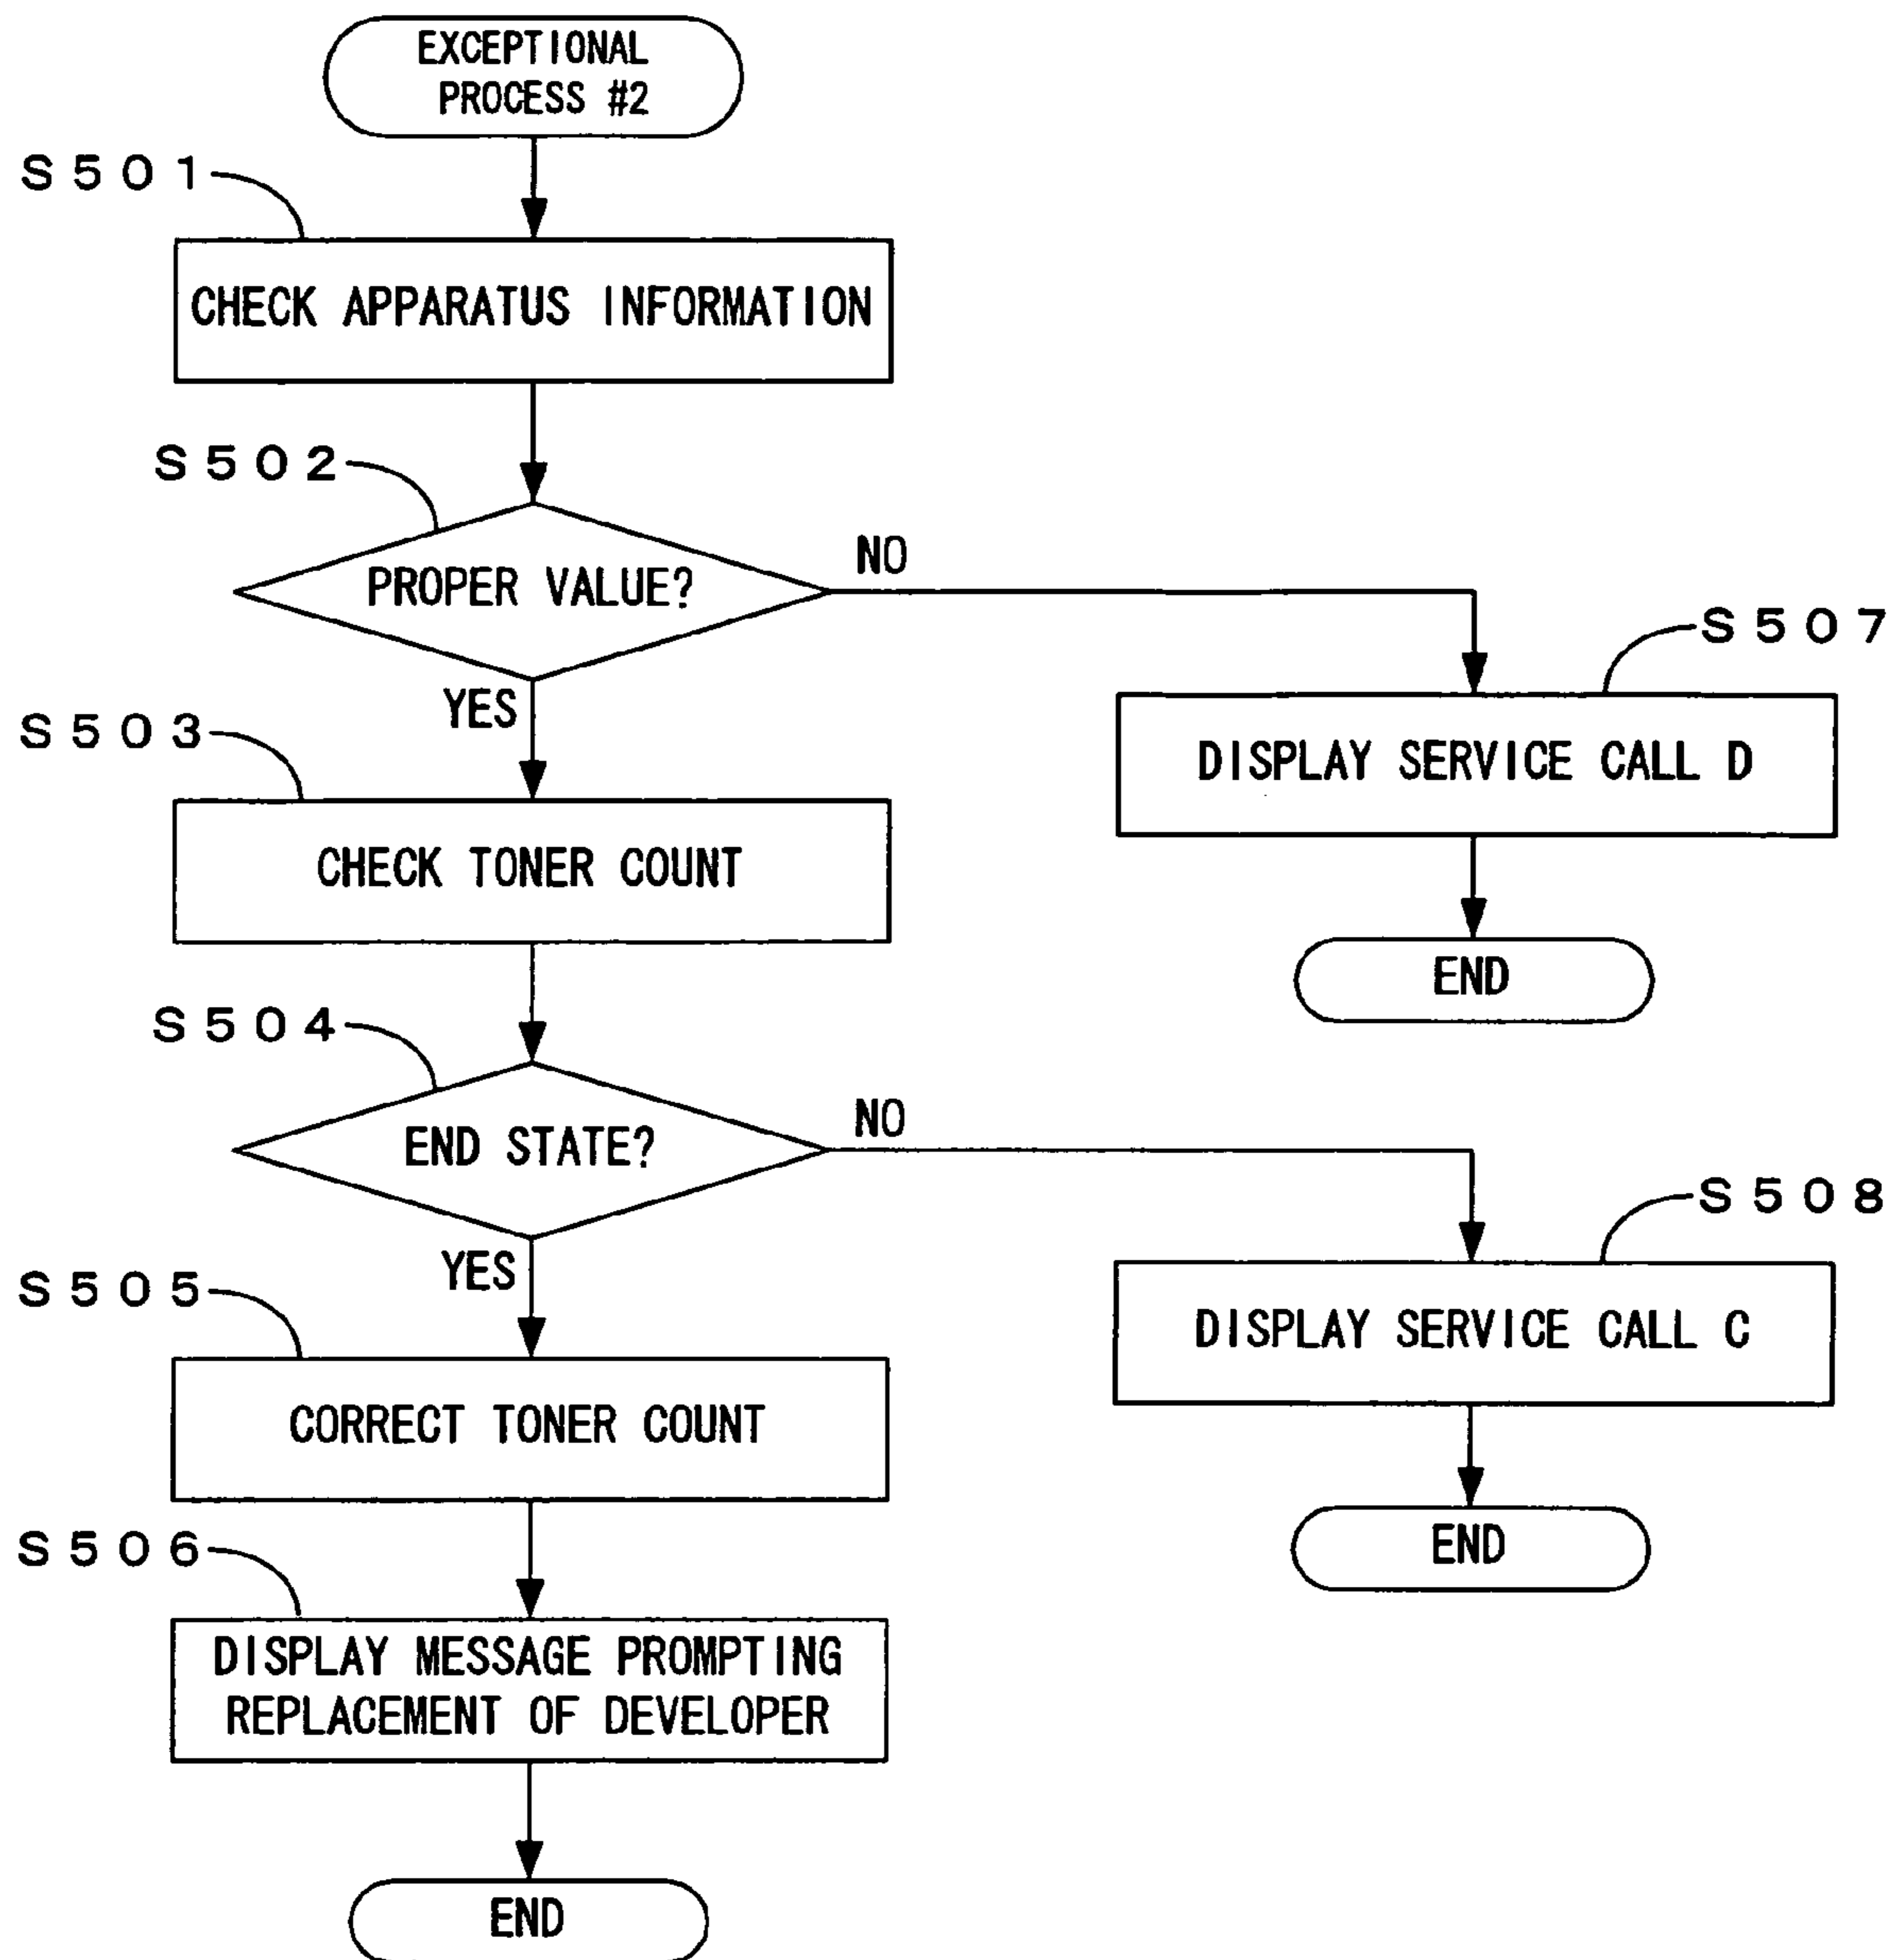 EXCEPTIONAL
PROCESS #2
S501
CHECK APPARATUS INFORMATION
S502
PROPER VALUE?
NO
YES
S507
DISPLAY SERVICE CALL D
END
S503
CHECK TONER COUNT
S504
END STATE?
NO
YES
S508
DISPLAY SERVICE CALL C
END
S505
CORRECT TONER COUNT
S506
DISPLAY MESSAGE PROMPTING
REPLACEMENT OF DEVELOPER
END